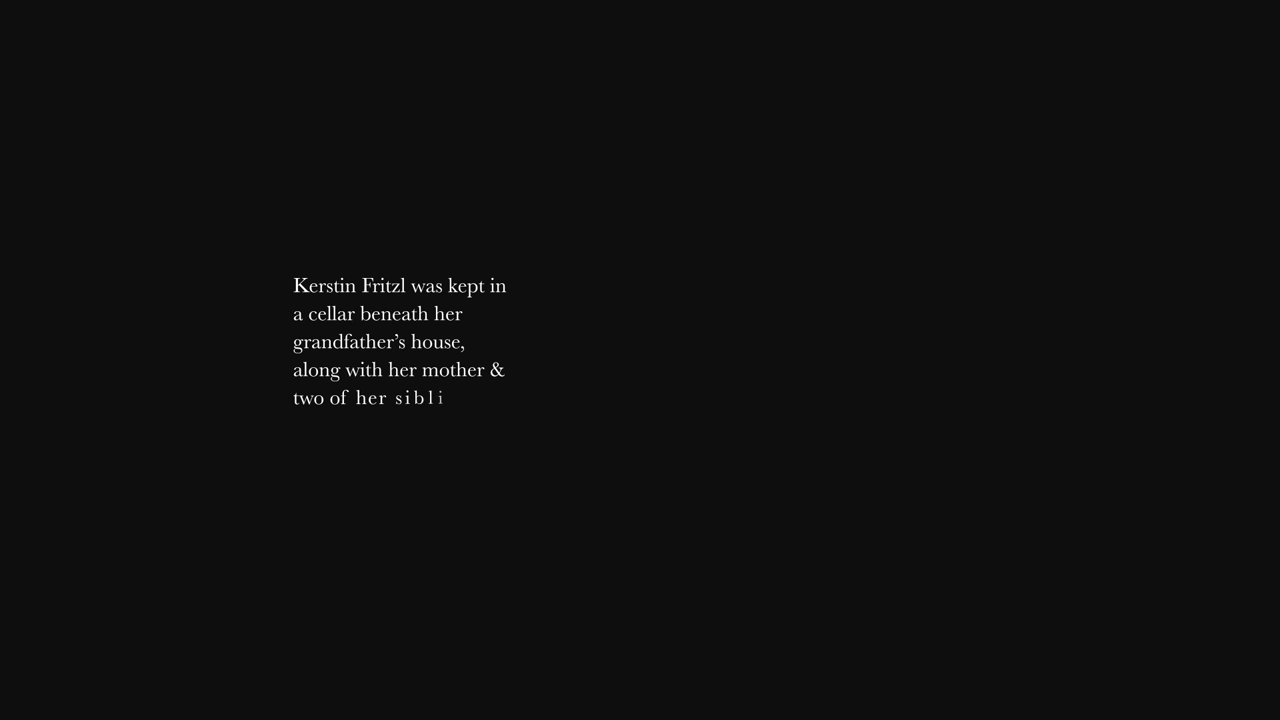 Kerstin Fritzl was kept in
a cellar beneath her
grandfather’s house,
along with her mother &
two of her sibli